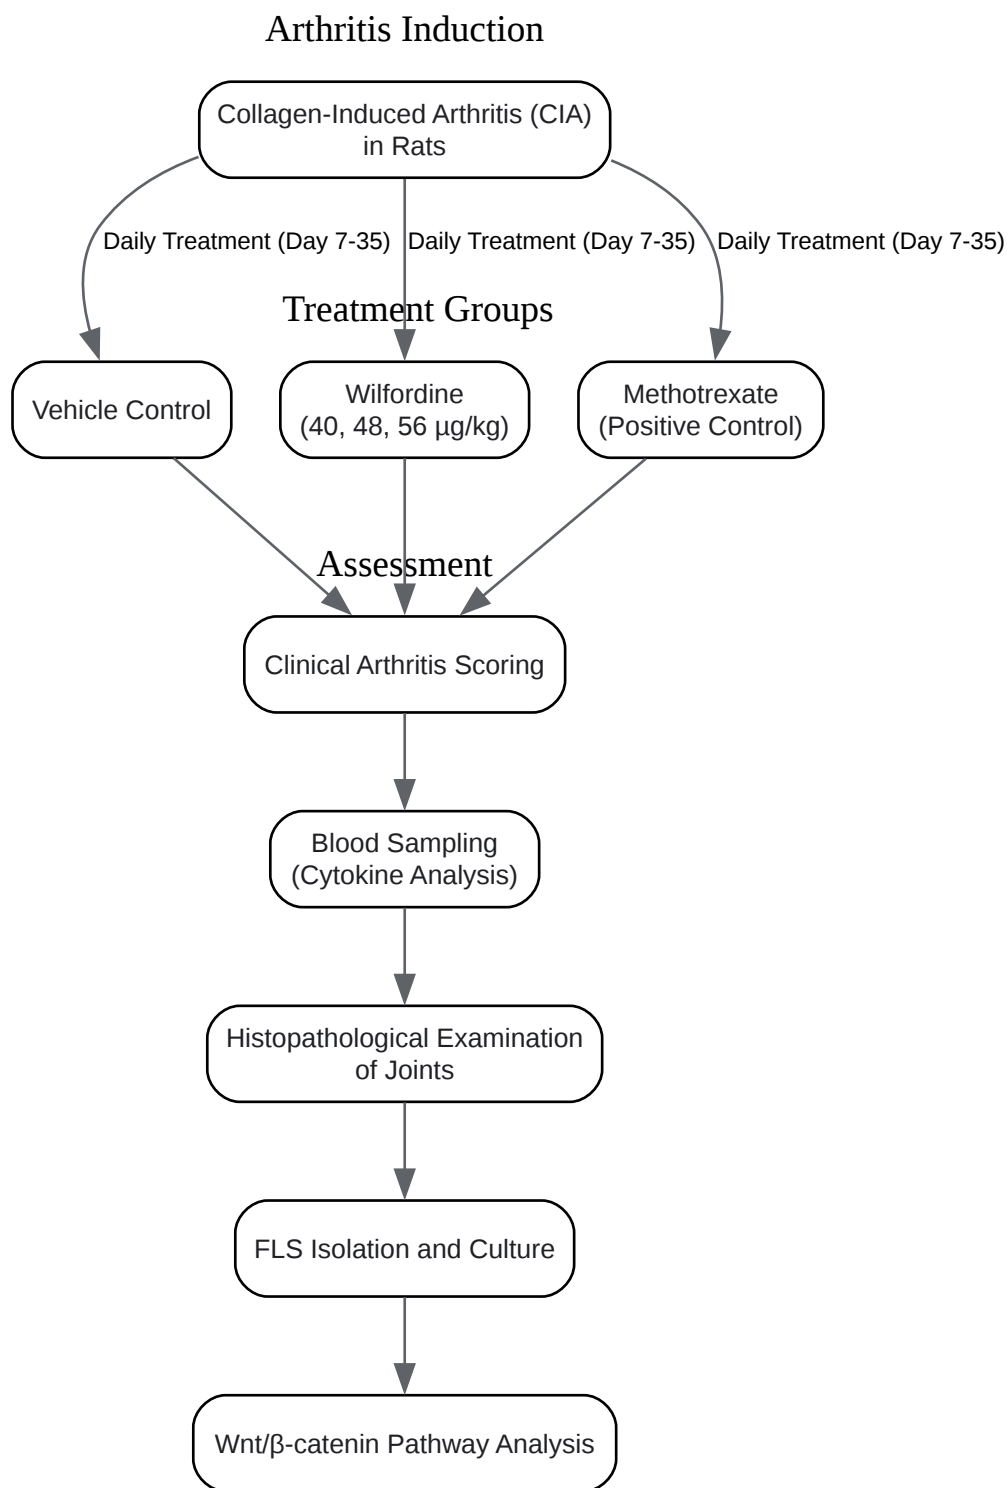 Arthritis Induction
Collagen-Induced Arthritis (CIA)
in Rats
Daily Treatment (Day 7-35)
Daily Treatment (Day 7-35)
Daily Treatment (Day 7-35)
Treatment Groups
Vehicle Control
Wilfordine
(40, 48, 56 µg/kg)
Methotrexate
(Positive Control)
Assessment
Clinical Arthritis Scoring
Blood Sampling
(Cytokine Analysis)
Histopathological Examination
of Joints
FLS Isolation and Culture
Wnt/β-catenin Pathway Analysis